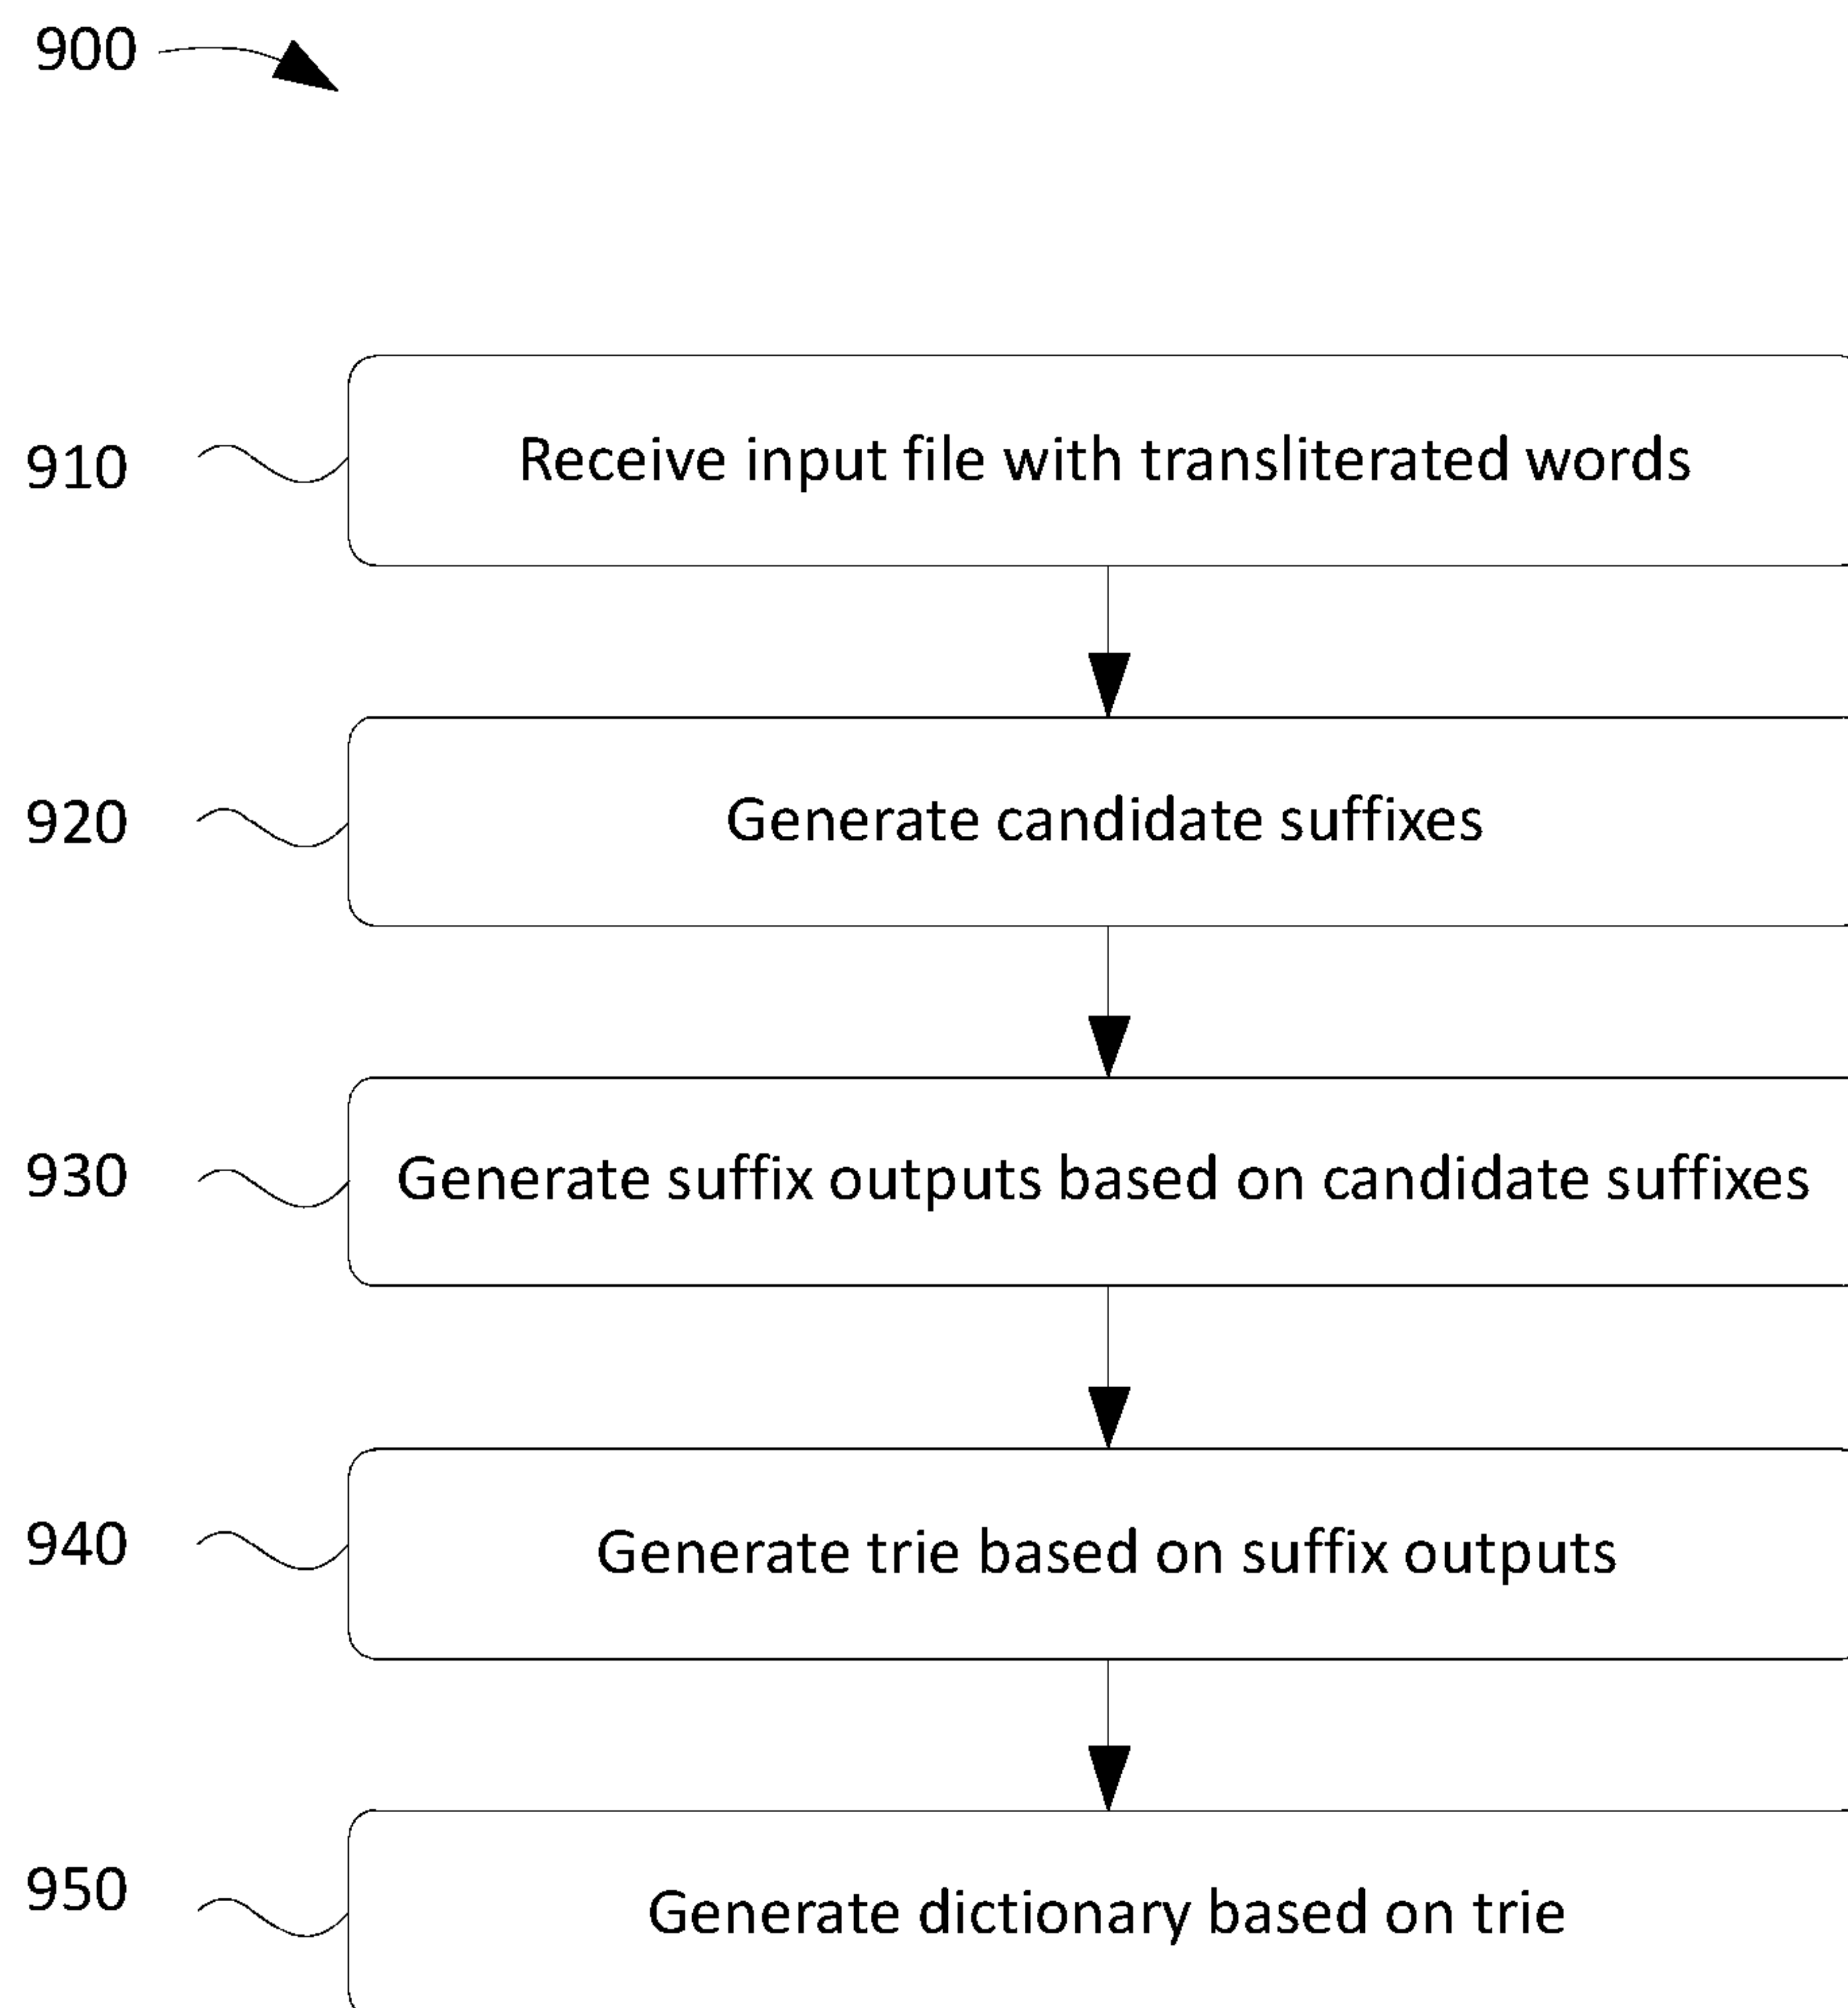 900
910 Receive input file with transliterated words
920 Generate candidate suffixes
930 Generate suffix outputs based on candidate suffixes
940 Generate trie based on suffix outputs
950 Generate dictionary based on trie